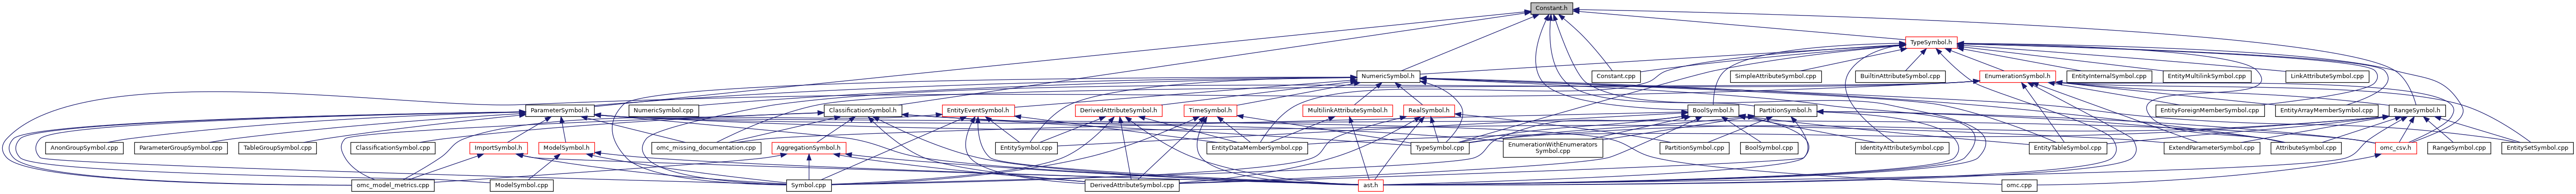 Constant.h
TypeSymbol.h
NumericSymbol.h
Constant.cpp
SimpleAttributeSymbol.cpp
BuiltinAttributeSymbol.cpp
EnumerationSymbol.h
EntityInternalSymbol.cpp
EntityMultilinkSymbol.cpp
LinkAttributeSymbol.cpp
ParameterSymbol.h
NumericSymbol.cpp
ClassificationSymbol.h
EntityEventSymbol.h
DerivedAttributeSymbol.h
TimeSymbol.h
MultilinkAttributeSymbol.h
RealSymbol.h
BoolSymbol.h
PartitionSymbol.h
EntityForeignMemberSymbol.cpp
EntityArrayMemberSymbol.cpp
RangeSymbol.h
AnonGroupSymbol.cpp
ParameterGroupSymbol.cpp
TableGroupSymbol.cpp
ClassificationSymbol.cpp
ImportSymbol.h
ModelSymbol.h
omc_missing_documentation.cpp
AggregationSymbol.h
EntitySymbol.cpp
EntityDataMemberSymbol.cpp
TypeSymbol.cpp
EnumerationWithEnumerators
Symbol.cpp
PartitionSymbol.cpp
BoolSymbol.cpp
IdentityAttributeSymbol.cpp
EntityTableSymbol.cpp
ExtendParameterSymbol.cpp
AttributeSymbol.cpp
omc_csv.h
RangeSymbol.cpp
EntitySetSymbol.cpp
omc_model_metrics.cpp
ModelSymbol.cpp
Symbol.cpp
DerivedAttributeSymbol.cpp
ast.h
omc.cpp